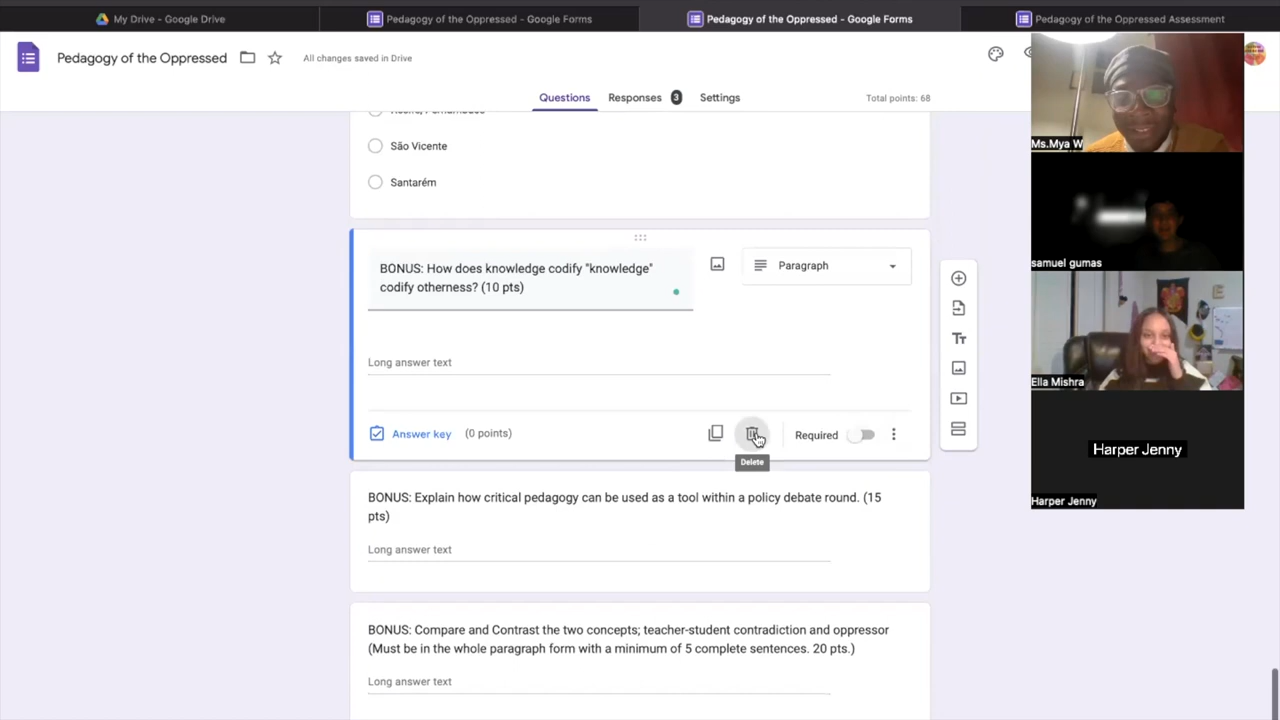 My Drive - Google Drive
Pedagogy of the Oppressed - Google Forms
Pedagogy of the Oppressed - Google Forms
Pedagogy of the Oppressed Assessment
Pedagogy of the Oppressed
All changes saved in Drive
Questions
Responses 3
Settings
Total points: 68
São Vicente
Santarém
BONUS: How does knowledge codify "knowledge"
codify otherness? (10 pts)
Paragraph
Long answer text
Answer key
(0 points)
Required
Delete
BONUS: Explain how critical pedagogy can be used as a tool within a policy debate round. (15
pts)
Long answer text
BONUS: Compare and Contrast the two concepts; teacher-student contradiction and oppressor
(Must be in the whole paragraph form with a minimum of 5 complete sentences. 20 pts.)
Long answer text
Tт
Ms.Mya W
samuel gumas
Ella Mishra
Harper Jenny
Harper Jenny